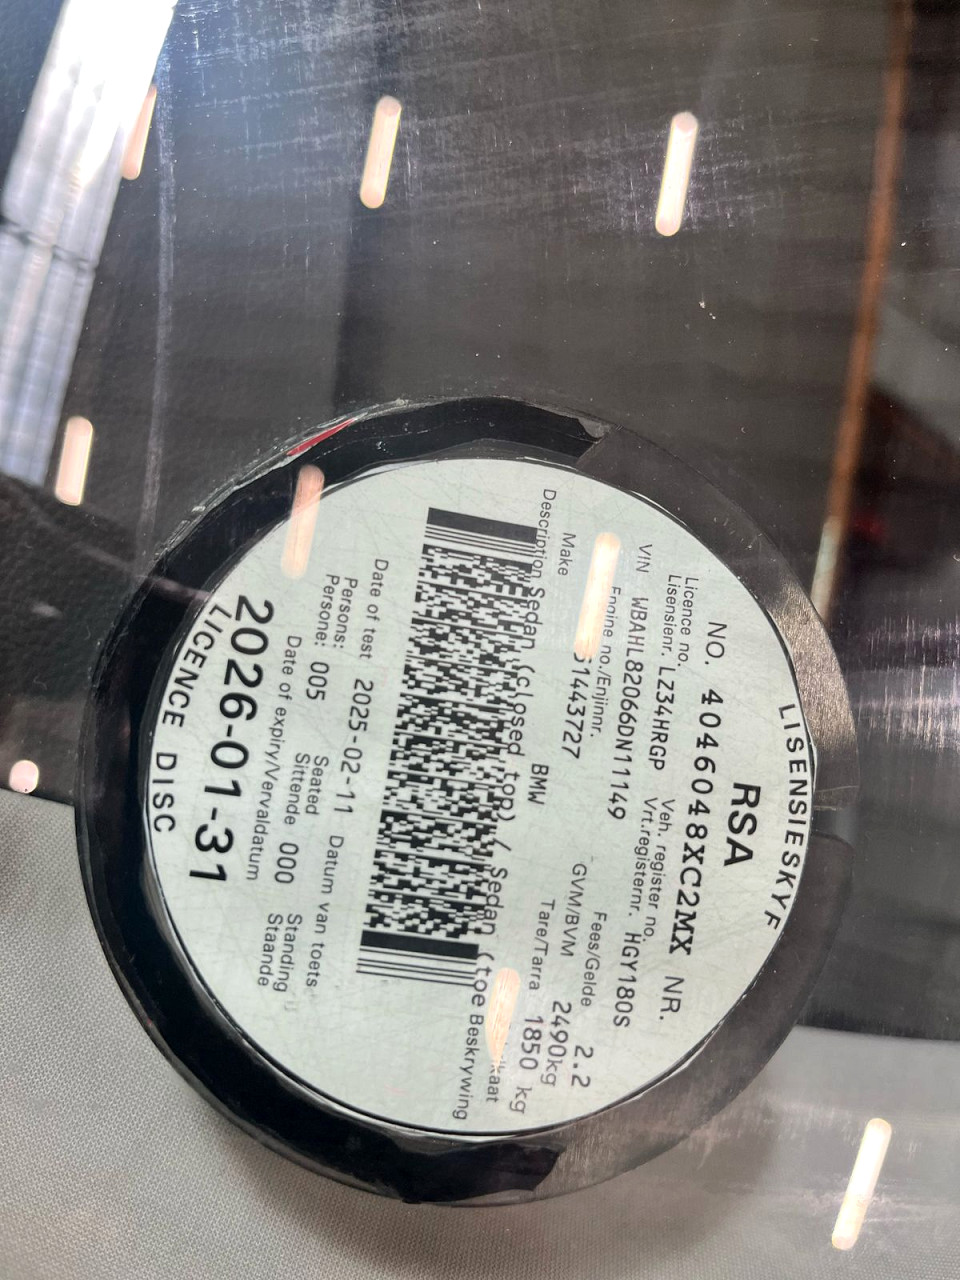 LISENSIESKYF
RSA
NO. 4046048XC2MX NR.
Licence no. Veh. register no.
Lisensienr. LZ34HRGP Vrt.registernr. HGY180S
VIN WBAHL82066DN11149
Engine no./Enjinnr. Fees/Gelde 2.2
51443727 GVM/BVM 2490kg
Make BMW Tare/Tarra 1850 kg
Description Sedan (closed top) / Sedan (toe Beskrywing
Date of test 2025-02-11 Datum van toets
Persons: Seated Standing
Persone: 005 Sittende 000 Staande
Date of expiry/Vervaldatum
2026-01-31
LICENCE DISC